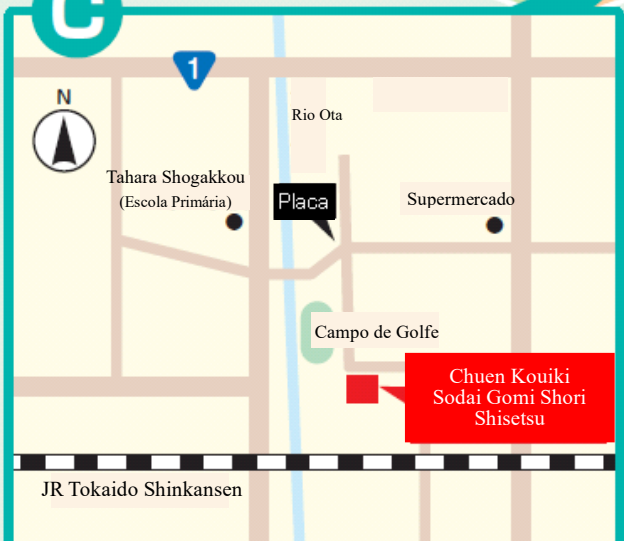 C
1
N
Rio Ota
Tahara Shogakkou
(Escola Primária)
Placa
Supermercado
Campo de Golfe
Chuen Kouiki
Sodai Gomi Shori
Shisetsu
JR Tokaido Shinkansen